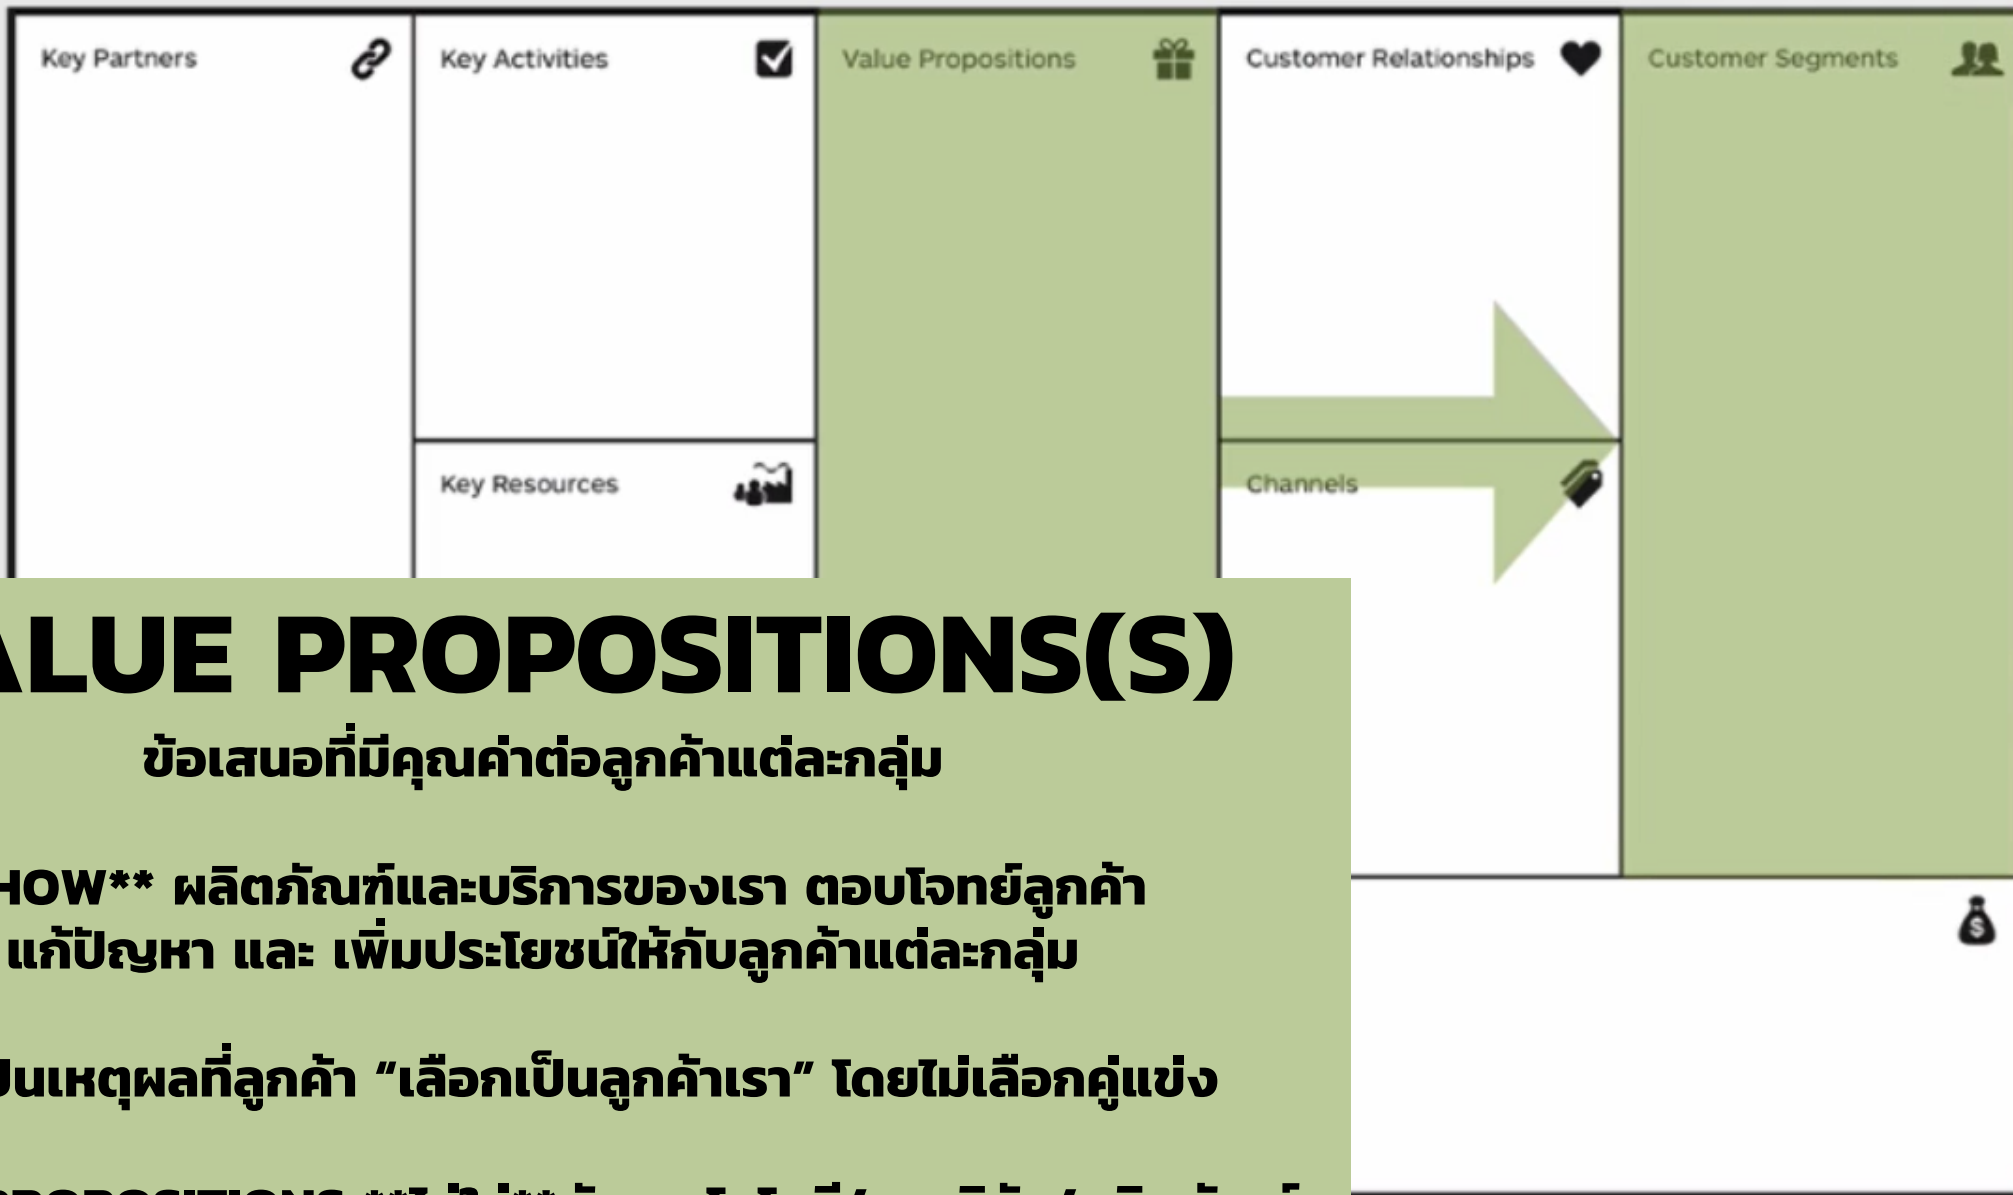 Key Partners
Key Activities
Value Propositions
Customer Relationships
Customer Segments
Key Resources
Channels
ALUE PROPOSITIONS(S)
ข้อเสนอที่มีคุณค่าต่อลูกค้าแต่ละกลุ่ม
HOW** ผลิตภัณฑ์และบริการของเรา ตอบโจทย์ลูกค้า
แก้ปัญหา และ เพิ่มประโยชน์ให้กับลูกค้าแต่ละกลุ่ม
ป็นเหตุผลที่ลูกค้า “เลือกเป็นลูกค้าเรา” โดยไม่เลือกคู่แข่ง
PROPOSITIONS